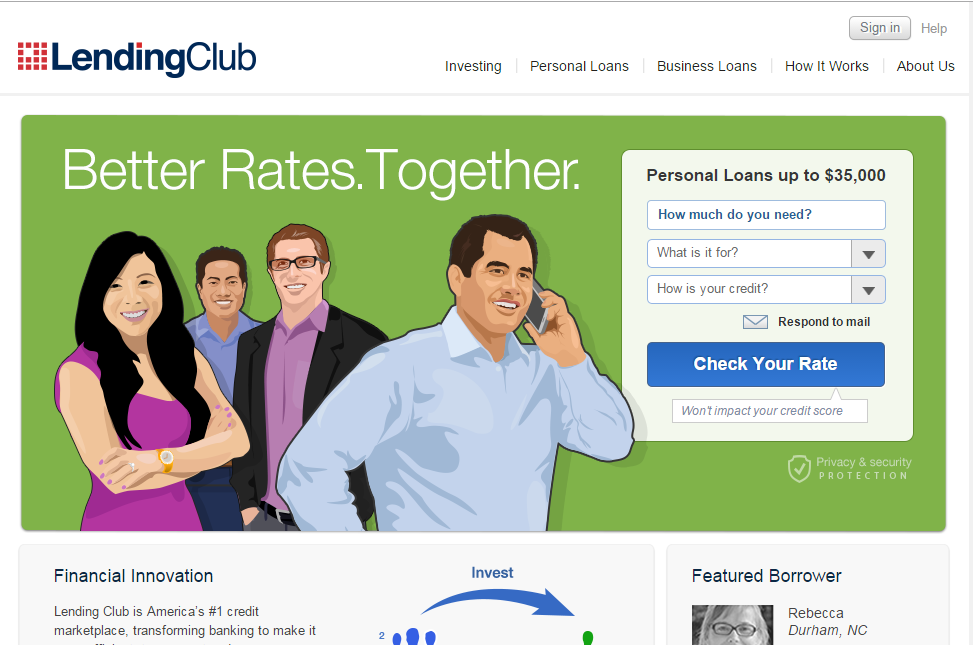 Sign in Help
LendingClub
Investing Personal Loans Business Loans How It Works About Us
Better Rates.Together.
Personal Loans up to $35,000
How much do you need?
What is it for?
How is your credit?
Respond to mail
Check Your Rate
Won't impact your credit score
Privacy & security
PROTECTION
Financial Innovation
Lending Club is America's #1 credit
marketplace, transforming banking to make it
Invest
2
Featured Borrower
Rebecca
Durham, NC